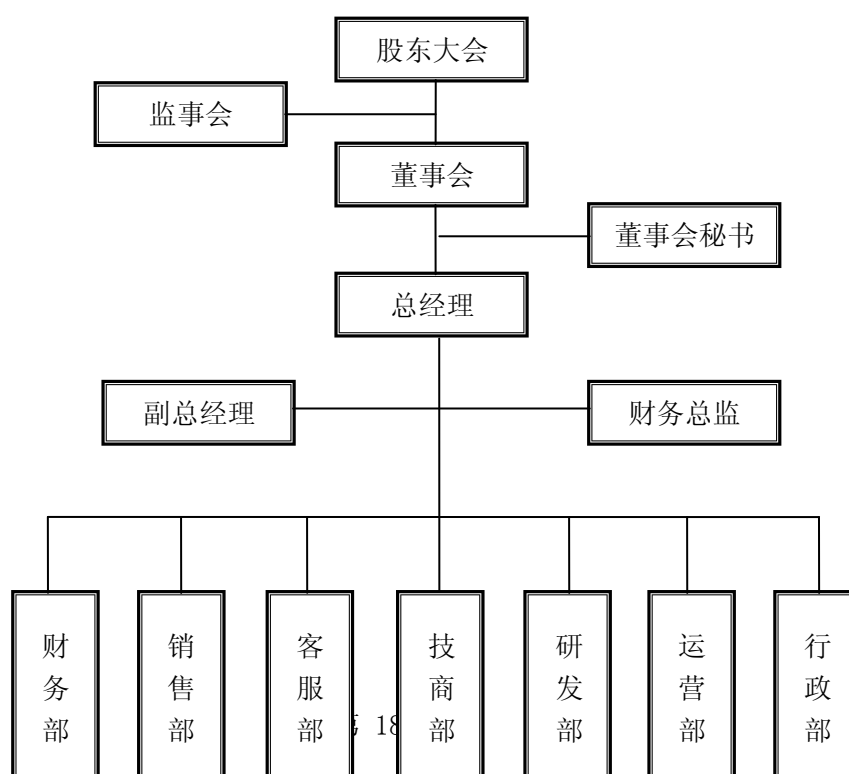 股东大会
监事会
董事会
董事会秘书
总经理
副总经理
财务总监
财务部
销售部
客服部
技商部
研发部
运营部
行政部
18